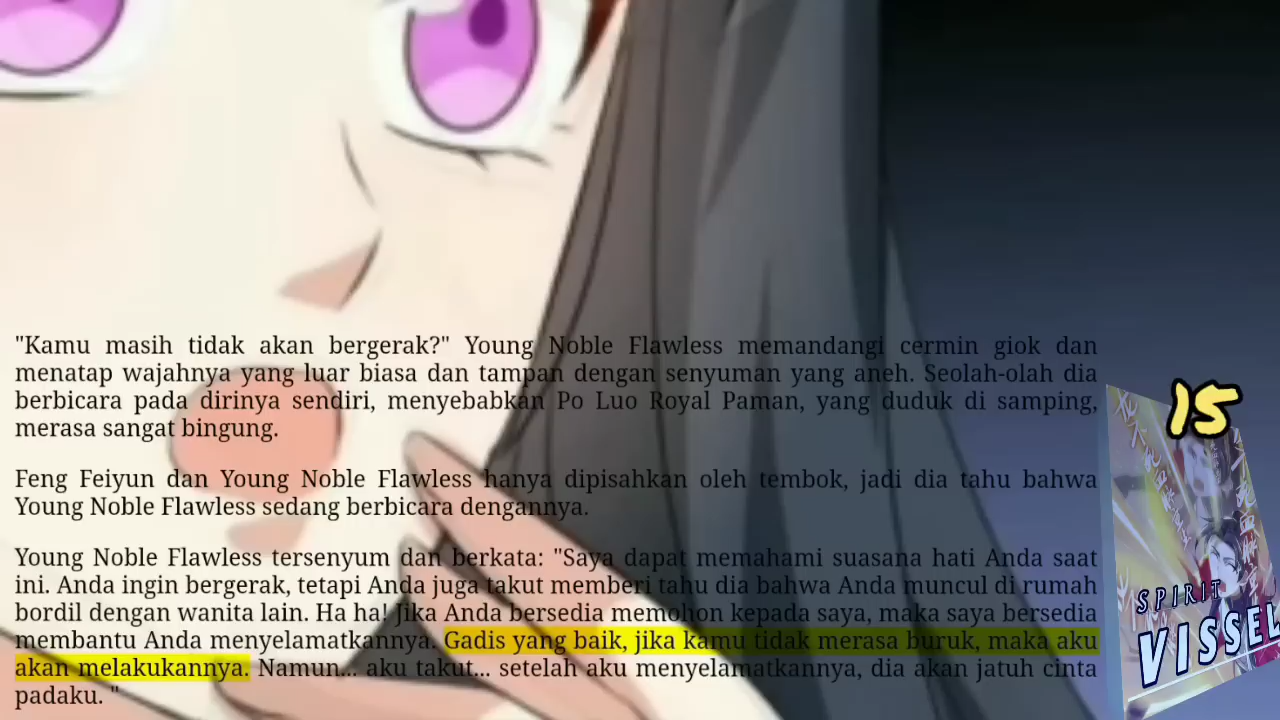 "Kamu masih tidak akan bergerak?" Young Noble Flawless memandangi cermin giok dan
menatap wajahnya yang luar biasa dan tampan dengan senyuman yang aneh. Seolah-olah dia
berbicara pada dirinya sendiri, menyebabkan Po Luo Royal Paman, yang duduk di samping,
merasa sangat bingung.
Feng Feiyun dan Young Noble Flawless hanya dipisahkan oleh tembok, jadi dia tahu bahwa
Young Noble Flawless sedang berbicara dengannya.
Young Noble Flawless tersenyum dan berkata: "Saya dapat memahami suasana hati Anda saat
ini. Anda ingin bergerak, tetapi Anda juga takut memberi tahu dia bahwa Anda muncul di rumah
bordil dengan wanita lain. Ha ha! Jika Anda bersedia memohon kepada saya, maka saya bersedia
membantu Anda menyelamatkannya. Gadis yang baik, jika kamu tidak merasa buruk, maka aku
akan melakukannya. Namun... aku takut... setelah aku menyelamatkannya, dia akan jatuh cinta
padaku. "
15
SPIRIT
VISSEL